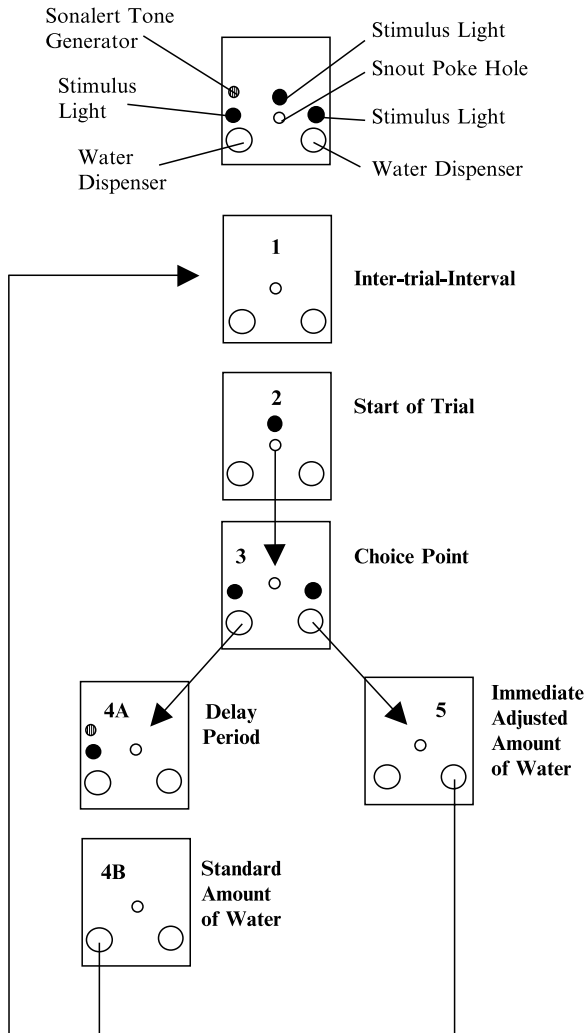 Sonalert Tone
Generator
Stimulus Light
Snout Poke Hole
Stimulus
Light
Stimulus Light
Water
Dispenser
Water Dispenser
1
Inter-trial-Interval
2
Start of Trial
3
Choice Point
4A
Delay
Period
5
Immediate
Adjusted
Amount
of Water
4B
Standard
Amount
of Water